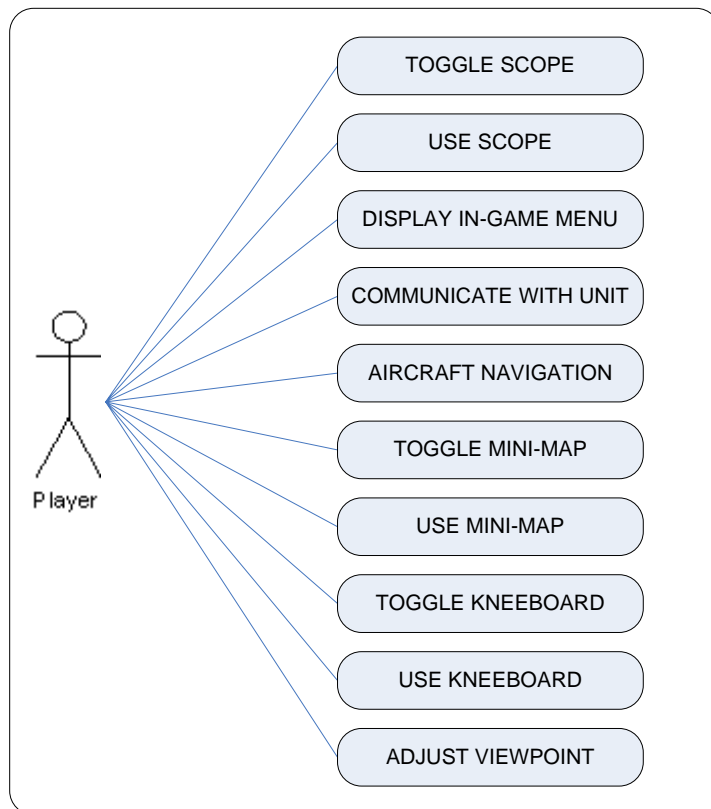 TOGGLE SCOPE
USE SCOPE
DISPLAY IN-GAME MENU
COMMUNICATE WITH UNIT
AIRCRAFT NAVIGATION
TOGGLE MINI-MAP
USE MINI-MAP
TOGGLE KNEEBOARD
USE KNEEBOARD
ADJUST VIEWPOINT
Player